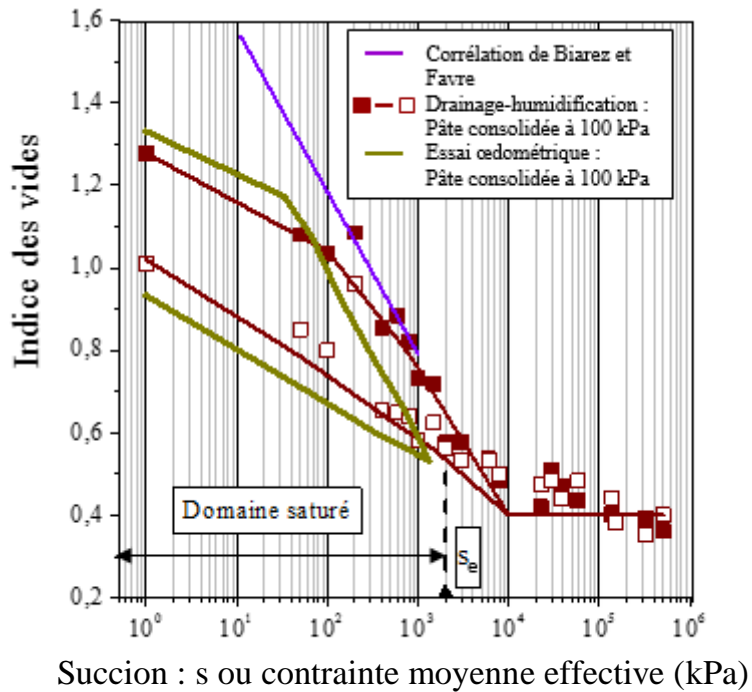 1,6
1,4
1,2
1,0
0,8
0,6
0,4
0,2
Indice des vides
Corrélation de Biarez et
Favre
Drainage-humidification :
Pâte consolidée à 100 kPa
Essai œdométrique :
Pâte consolidée à 100 kPa
Domaine saturé
Se
10⁰ 10¹ 10² 10³ 10⁴ 10⁵ 10⁶
Succion : s ou contrainte moyenne effective (kPa)